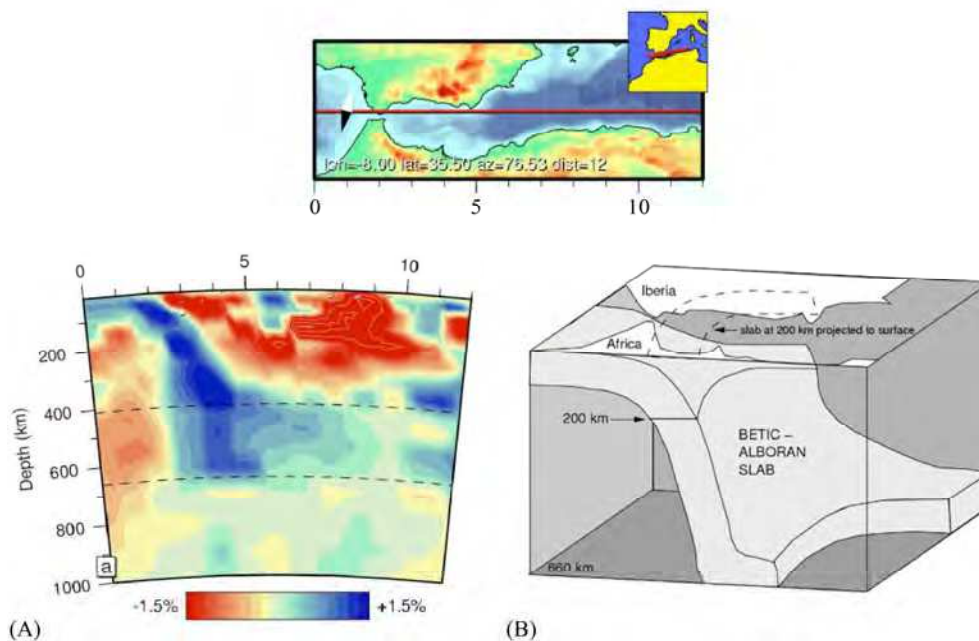 lon=-8.00 lat=35.50 az=76.53 dist=12
0 5 10
0 5 10
200
400
600
800
1000
Depth (km)
a
-1.5% +1.5%
(A)
Iberia
slab at 200 km projected to surface
Africa
200 km
BETIC –
ALBORAN
SLAB
660 km
(B)